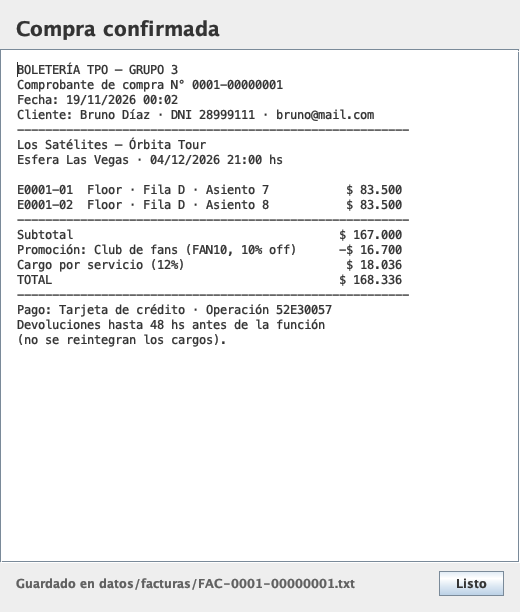 Compra confirmada
BOLETERÍA TPO — GRUPO 3
Comprobante de compra N° 0001-00000001
Fecha: 19/11/2026 00:02
Cliente: Bruno Díaz · DNI 28999111 · bruno@mail.com
Los Satélites — Órbita Tour
Esfera Las Vegas · 04/12/2026 21:00 hs
E0001-01  Floor · Fila D · Asiento 7  $ 83.500
E0001-02  Floor · Fila D · Asiento 8  $ 83.500
Subtotal  $ 167.000
Promoción: Club de fans (FAN10, 10% off)  -$ 16.700
Cargo por servicio (12%)  $ 18.036
TOTAL  $ 168.336
Pago: Tarjeta de crédito · Operación 52E30057
Devoluciones hasta 48 hs antes de la función
(no se reintegran los cargos).
Guardado en datos/facturas/FAC-0001-00000001.txt
Listo